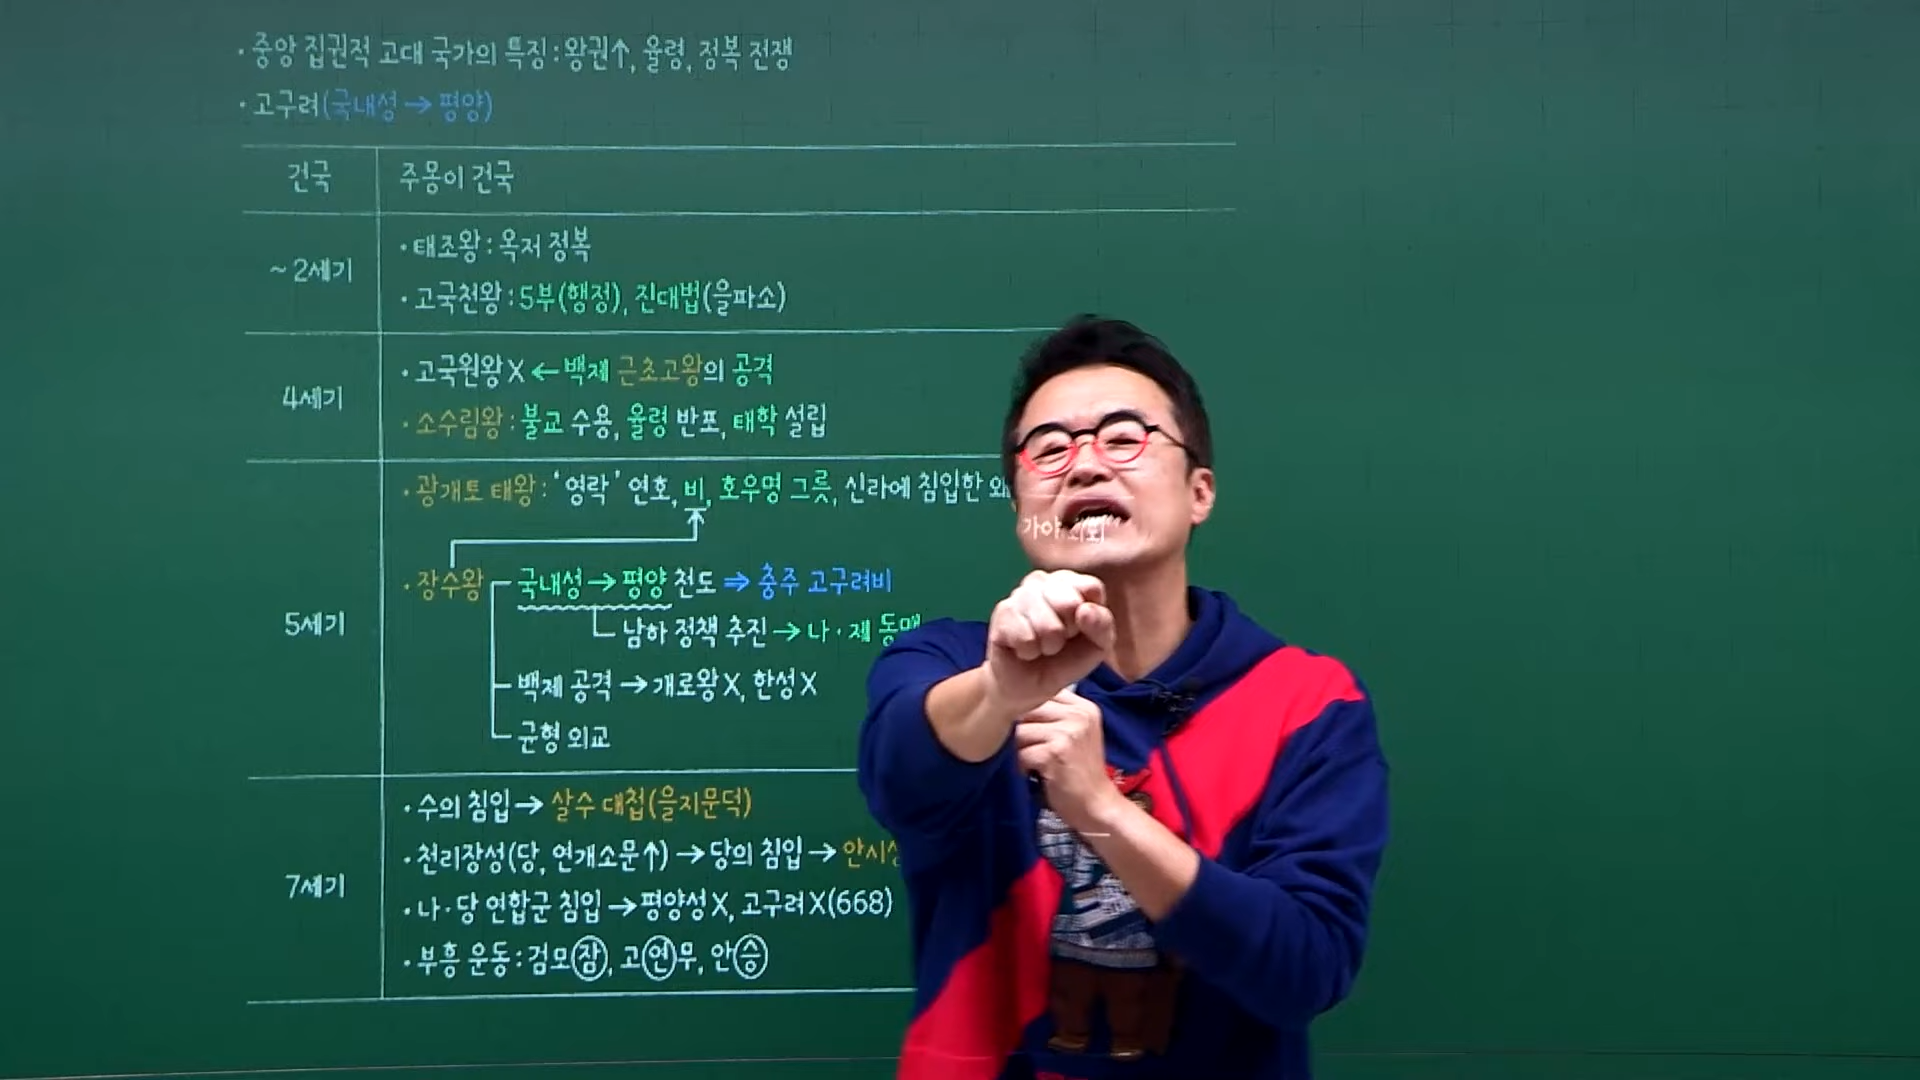 · 중앙 집권적 고대 국가의 특징 : 왕권↑, 율령, 정복 전쟁
· 고구려(국내성 → 평양)
건국 주몽이 건국
~ 2세기
· 태조왕 : 옥저 정복
· 고국천왕 : 5부(행정), 진대법(을파소)
4세기
· 고국원왕X ← 백제 근초고왕의 공격
· 소수림왕 : 불교 수용, 율령 반포, 태학 설립
5세기
· 광개토 태왕 : ‘영락’ 연호, 비, 호우명 그릇, 신라에 침입한
가야
· 장수왕 국내성 → 평양 천도 ⇒ 충주 고구려비
남하 정책 추진 → 나·제 동맹
백제 공격 → 개로왕X, 한성X
균형 외교
7세기
· 수의 침입 → 살수 대첩(을지문덕)
· 천리장성(당, 연개소문↑) → 당의 침입 →
· 나·당 연합군 침입 → 평양성X, 고구려X(668)
· 부흥 운동 : 검모잠, 고연무, 안승